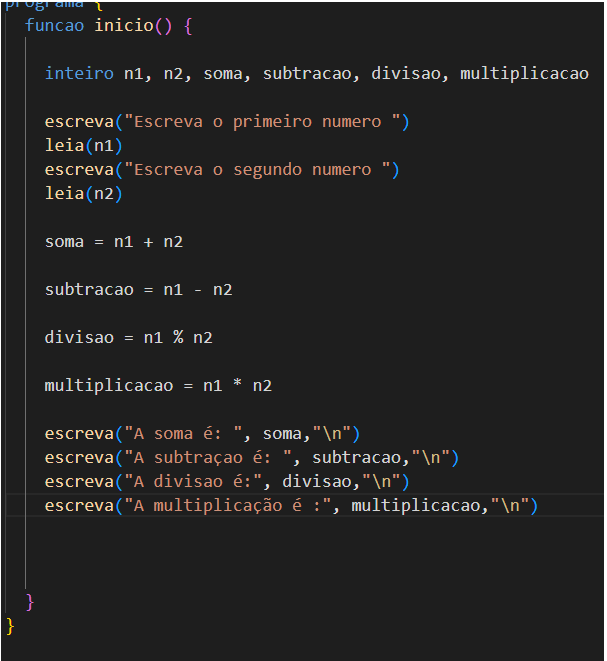 programa {
funcao inicio() {
inteiro n1, n2, soma, subtracao, divisao, multiplicacao
escreva("Escreva o primeiro numero ")
leia(n1)
escreva("Escreva o segundo numero ")
leia(n2)
soma = n1 + n2
subtracao = n1 - n2
divisao = n1 % n2
multiplicacao = n1 * n2
escreva("A soma é: ", soma,"\n")
escreva("A subtraçao é: ", subtracao,"\n")
escreva("A divisao é:", divisao,"\n")
escreva("A multiplicação é :", multiplicacao,"\n")
}
}